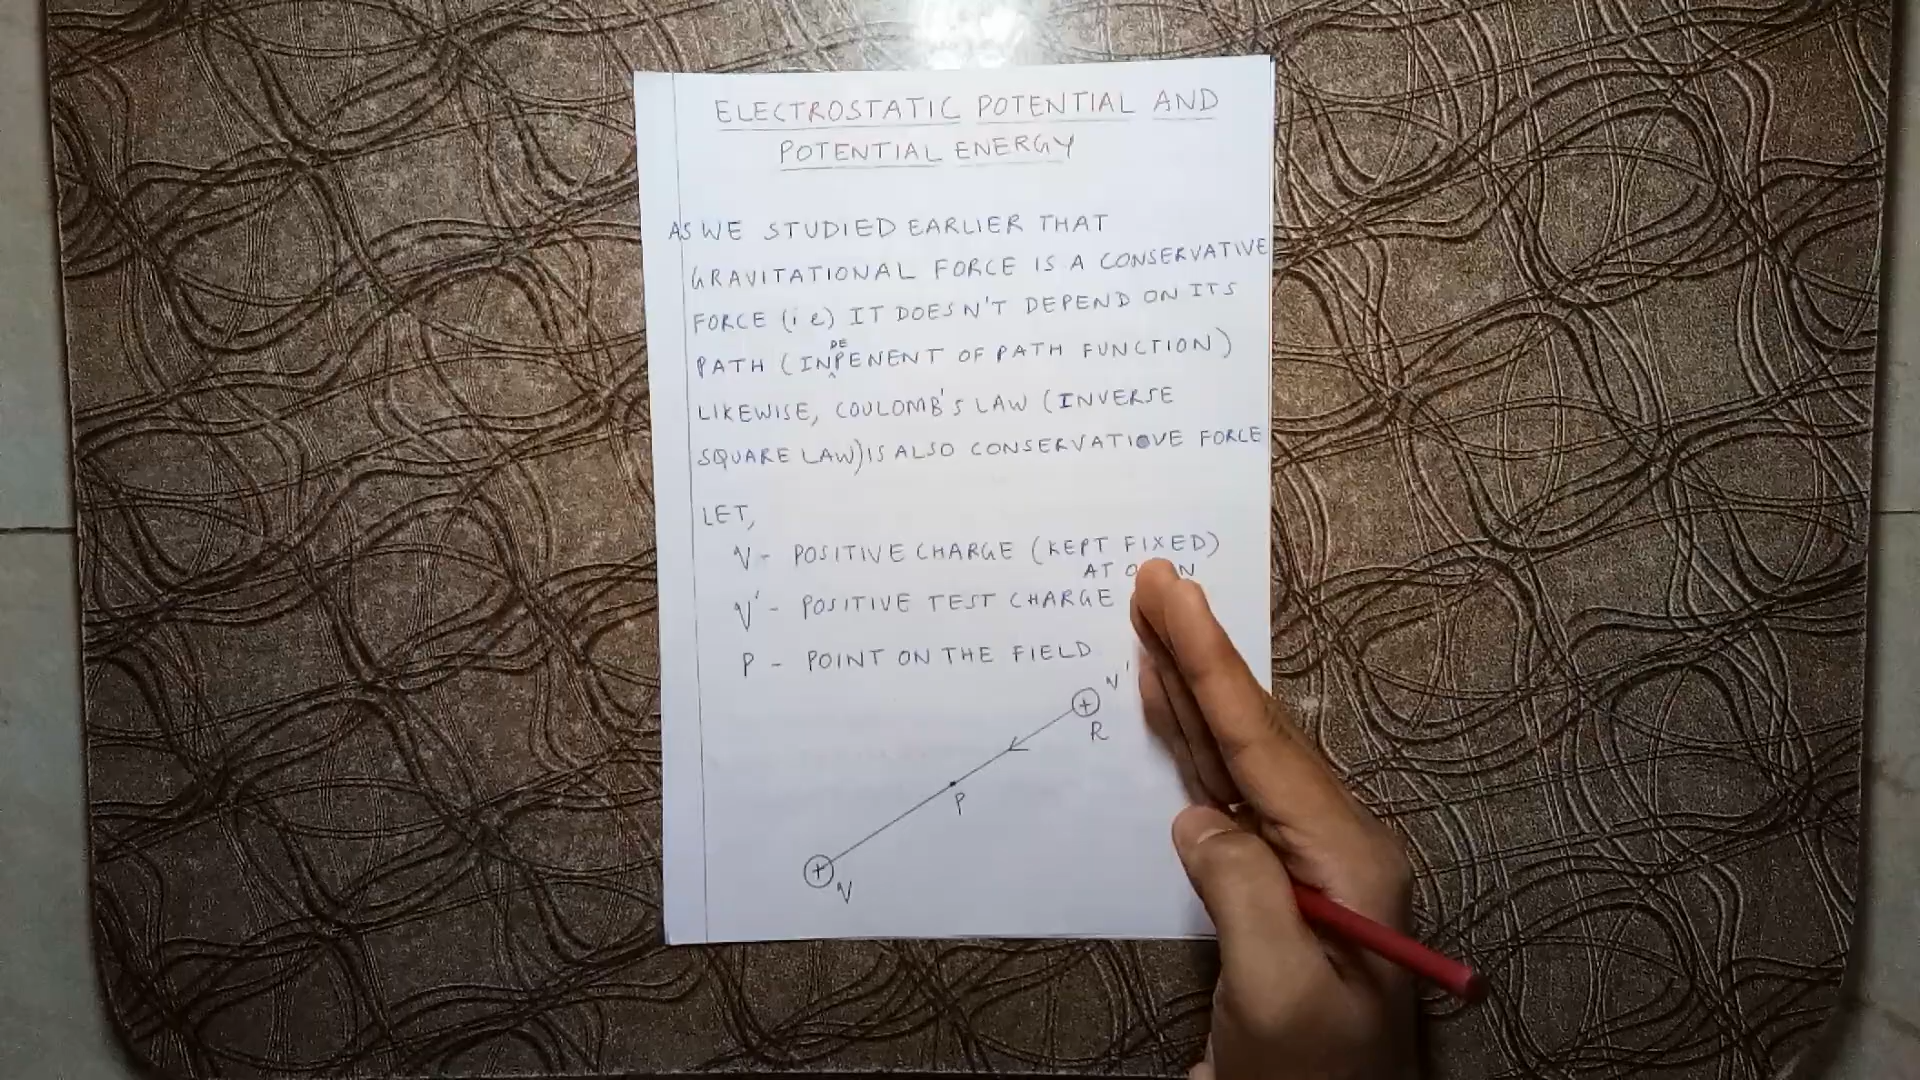 ELECTROSTATIC POTENTIAL AND
POTENTIAL ENERGY
AS WE STUDIED EARLIER THAT
GRAVITATIONAL FORCE IS A CONSERVATIVE
FORCE (i e) IT DOESN'T DEPEND ON ITS
DE
PATH (INPENENT OF PATH FUNCTION)
LIKEWISE, COULOMB'S LAW (INVERSE
SQUARE LAW) IS ALSO CONSERVATIOVE FORCE
LET,
V - POSITIVE CHARGE (KEPT FIXED)
AT
V' - POSITIVE TEST CHARGE
P - POINT ON THE FIELD
V'
+
R
P
+
V